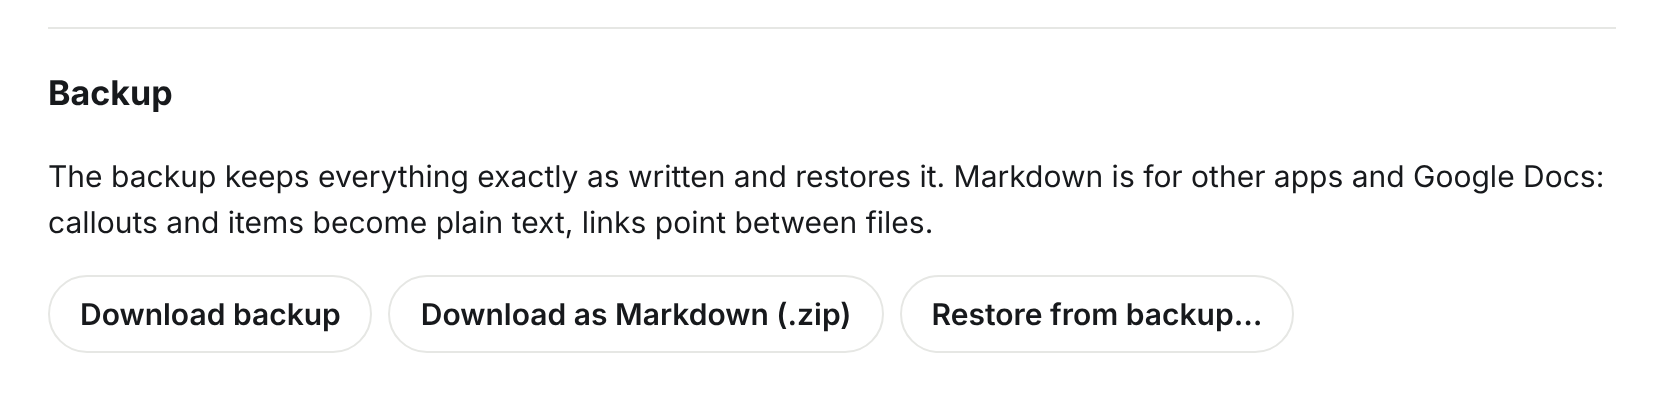 Backup
The backup keeps everything exactly as written and restores it. Markdown is for other apps and Google Docs:
callouts and items become plain text, links point between files.
Download backup
Download as Markdown (.zip)
Restore from backup...